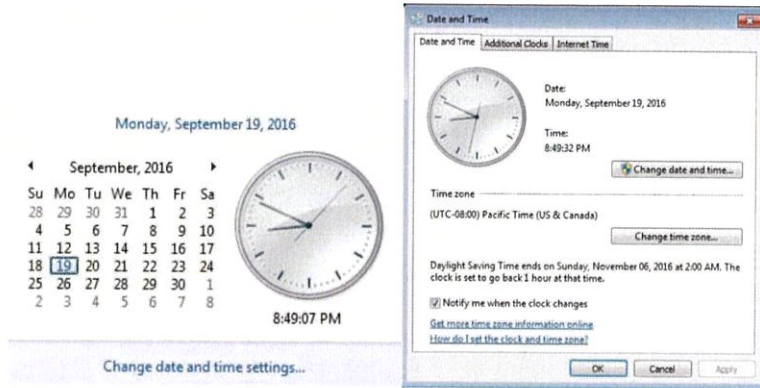 Monday, September 19, 2016
September, 2016
Su Mo Tu We Th Fr Sa
28 29 30 31 1 2 3
4 5 6 7 8 9 10
11 12 13 14 15 16 17
18 19 20 21 22 23 24
25 26 27 28 29 30 1
2 3 4 5 6 7 8
8:49:07 PM
Change date and time settings...
Date and Time
Date and Time Additional Clocks Internet Time
Date:
Monday, September 19, 2016
Time:
8:49:32 PM
Change date and time...
Time zone
(UTC-08:00) Pacific Time (US & Canada)
Change time zone...
Daylight Saving Time ends on Sunday, November 06, 2016 at 2:00 AM. The
clock is set to go back 1 hour at that time.
Notify me when the clock changes
Get more time zone information online
How do I set the clock and time zone?
OK Cancel Apply